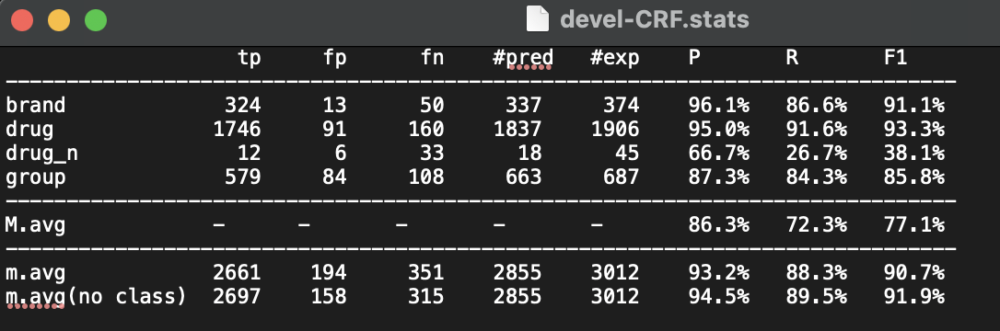 devel-CRF.stats
tp fp fn #pred #exp P R F1
------------------------------------------------------------------------------
brand 324 13 50 337 374 96.1% 86.6% 91.1%
drug 1746 91 160 1837 1906 95.0% 91.6% 93.3%
drug_n 12 6 33 18 45 66.7% 26.7% 38.1%
group 579 84 108 663 687 87.3% 84.3% 85.8%
------------------------------------------------------------------------------
M.avg - - - - - 86.3% 72.3% 77.1%
------------------------------------------------------------------------------
m.avg 2661 194 351 2855 3012 93.2% 88.3% 90.7%
m.avg(no class) 2697 158 315 2855 3012 94.5% 89.5% 91.9%